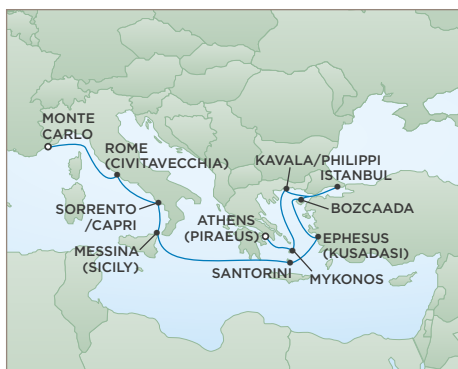 MONTE
CARLO
ROME
(CIVITAVECCHIA)
KAVALA/PHILIPPI
ISTANBUL
SORRENTO
/CAPRI
ATHENS
(PIRAEUS)
BOZCAADA
MESSINA
(SICILY)
EPHESUS
(KUSADASI)
SANTORINI
MYKONOS